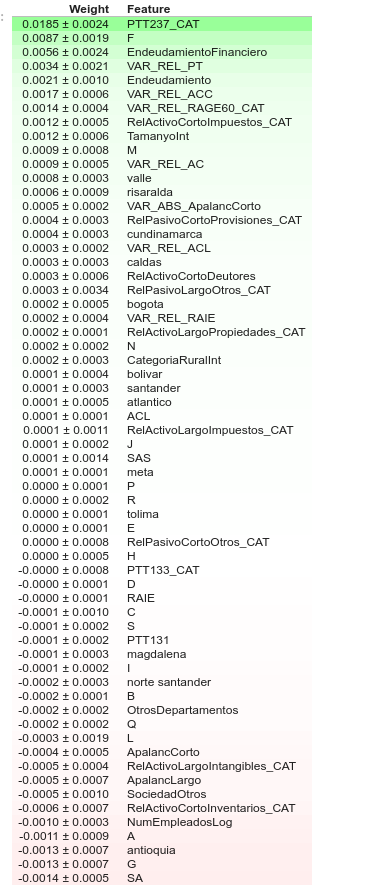 Weight Feature
0.0185 ± 0.0024 PTT237_CAT
0.0087 ± 0.0019 F
0.0056 ± 0.0024 EndeudamientoFinanciero
0.0034 ± 0.0021 VAR_REL_PT
0.0021 ± 0.0010 Endeudamiento
0.0017 ± 0.0006 VAR_REL_ACC
0.0014 ± 0.0004 VAR_REL_RAGE60_CAT
0.0012 ± 0.0005 RelActivoCortoImpuestos_CAT
0.0012 ± 0.0006 TamanyoInt
0.0009 ± 0.0008 M
0.0009 ± 0.0005 VAR_REL_AC
0.0008 ± 0.0003 valle
0.0006 ± 0.0009 risaralda
0.0005 ± 0.0002 VAR_ABS_ApalancCorto
0.0004 ± 0.0003 RelPasivoCortoProvisiones_CAT
0.0004 ± 0.0003 cundinamarca
0.0003 ± 0.0002 VAR_REL_ACL
0.0003 ± 0.0003 caldas
0.0003 ± 0.0006 RelActivoCortoDeutores
0.0003 ± 0.0034 RelPasivoLargoOtros_CAT
0.0002 ± 0.0005 bogota
0.0002 ± 0.0004 VAR_REL_RAIE
0.0002 ± 0.0001 RelActivoLargoPropiedades_CAT
0.0002 ± 0.0002 N
0.0002 ± 0.0003 CategoriaRuralInt
0.0001 ± 0.0004 bolivar
0.0001 ± 0.0003 santander
0.0001 ± 0.0005 atlantico
0.0001 ± 0.0001 ACL
0.0001 ± 0.0011 RelActivoLargoImpuestos_CAT
0.0001 ± 0.0002 J
0.0001 ± 0.0014 SAS
0.0001 ± 0.0001 meta
0.0000 ± 0.0001 P
0.0000 ± 0.0002 R
0.0000 ± 0.0001 tolima
0.0000 ± 0.0001 E
0.0000 ± 0.0008 RelPasivoCortoOtros_CAT
0.0000 ± 0.0005 H
-0.0000 ± 0.0008 PTT133_CAT
-0.0000 ± 0.0001 D
-0.0000 ± 0.0001 RAIE
-0.0001 ± 0.0010 C
-0.0001 ± 0.0002 S
-0.0001 ± 0.0002 PTT131
-0.0001 ± 0.0003 magdalena
-0.0001 ± 0.0002 I
-0.0002 ± 0.0003 norte santander
-0.0002 ± 0.0001 B
-0.0002 ± 0.0002 OtrosDepartamentos
-0.0002 ± 0.0002 Q
-0.0003 ± 0.0019 L
-0.0004 ± 0.0005 ApalancCorto
-0.0005 ± 0.0004 RelActivoLargoIntangibles_CAT
-0.0005 ± 0.0007 ApalancLargo
-0.0005 ± 0.0010 SociedadOtros
-0.0006 ± 0.0007 RelActivoCortoInventarios_CAT
-0.0010 ± 0.0003 NumEmpleadosLog
-0.0011 ± 0.0009 A
-0.0013 ± 0.0007 antioquia
-0.0013 ± 0.0007 G
-0.0014 ± 0.0005 SA